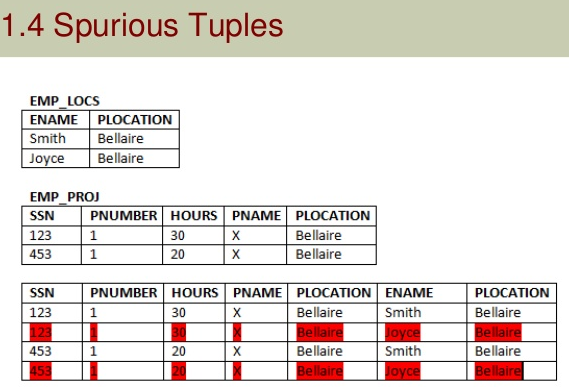 1.4 Spurious Tuples
EMP_LOCS
ENAME PLOCATION
Smith Bellaire
Joyce Bellaire
EMP_PROJ
SSN PNUMBER HOURS PNAME PLOCATION
123 1 30 X Bellaire
453 1 20 X Bellaire
SSN PNUMBER HOURS PNAME PLOCATION ENAME PLOCATION
123 1 30 X Bellaire Smith Bellaire
123 1 30 X Bellaire Joyce Bellaire
453 1 20 X Bellaire Smith Bellaire
453 1 20 X Bellaire Joyce Bellaire